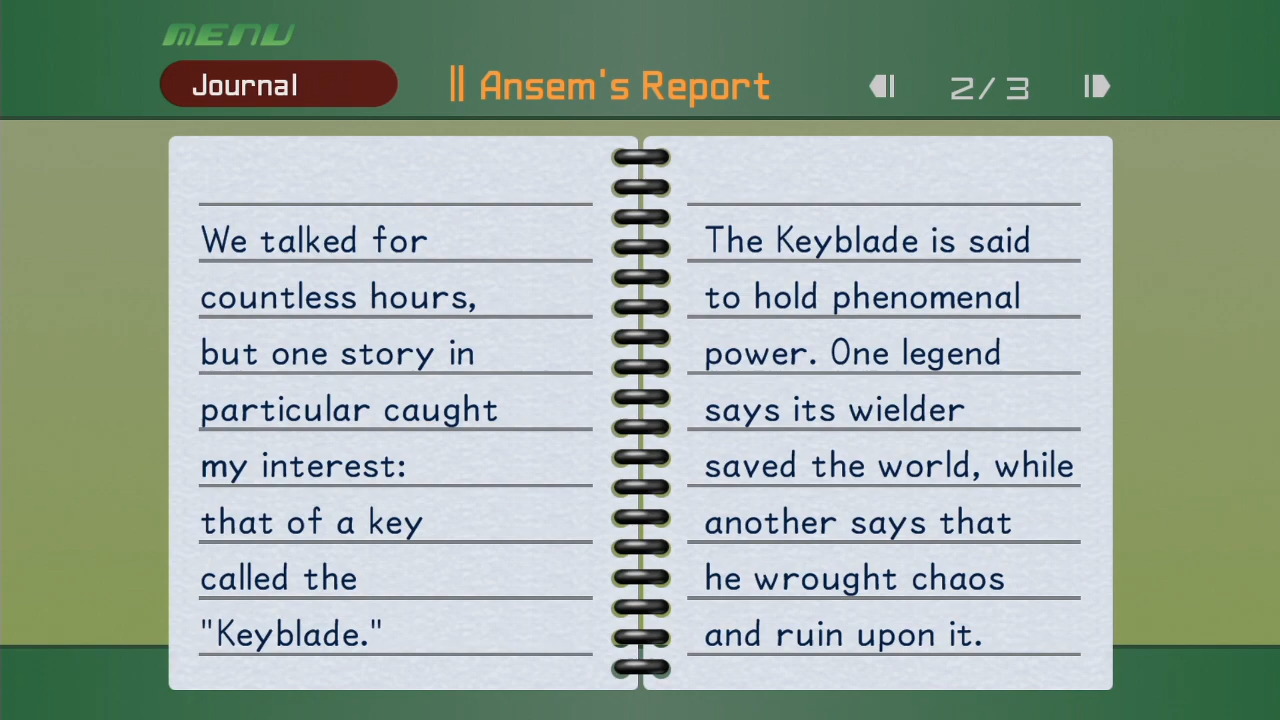 MENU
Journal
Ansem's Report
2/3
We talked for
countless hours,
but one story in
particular caught
my interest:
that of a key
called the
"Keyblade."
The Keyblade is said
to hold phenomenal
power. One legend
says its wielder
saved the world, while
another says that
he wrought chaos
and ruin upon it.